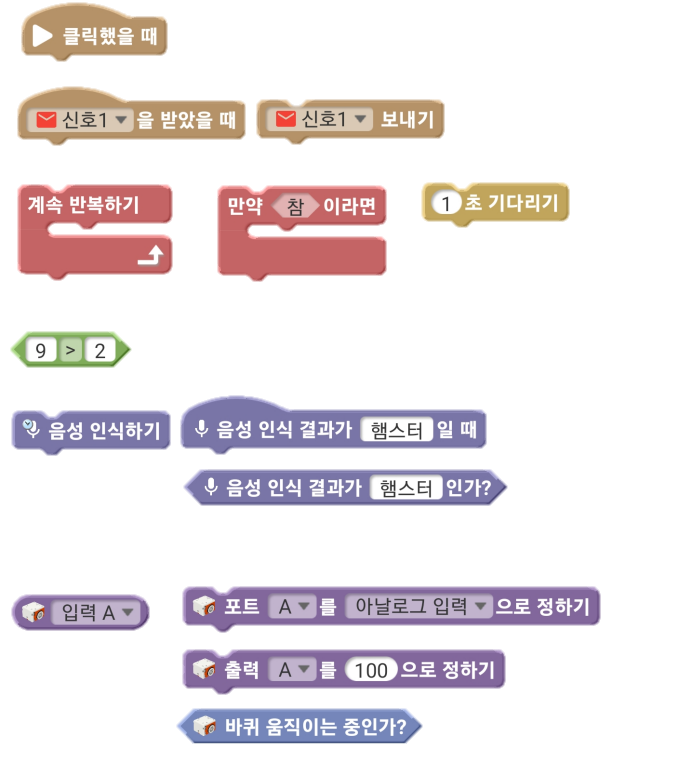 클릭했을 때
신호1 을 받았을 때 신호1 보내기
계속 반복하기 만약 참 이라면 1 초 기다리기
9 > 2
음성 인식하기 음성 인식 결과가 햄스터 일 때
음성 인식 결과가 햄스터 인가?
입력 A 포트 A 를 아날로그 입력 으로 정하기
출력 A 를 100 으로 정하기
바퀴 움직이는 중인가?